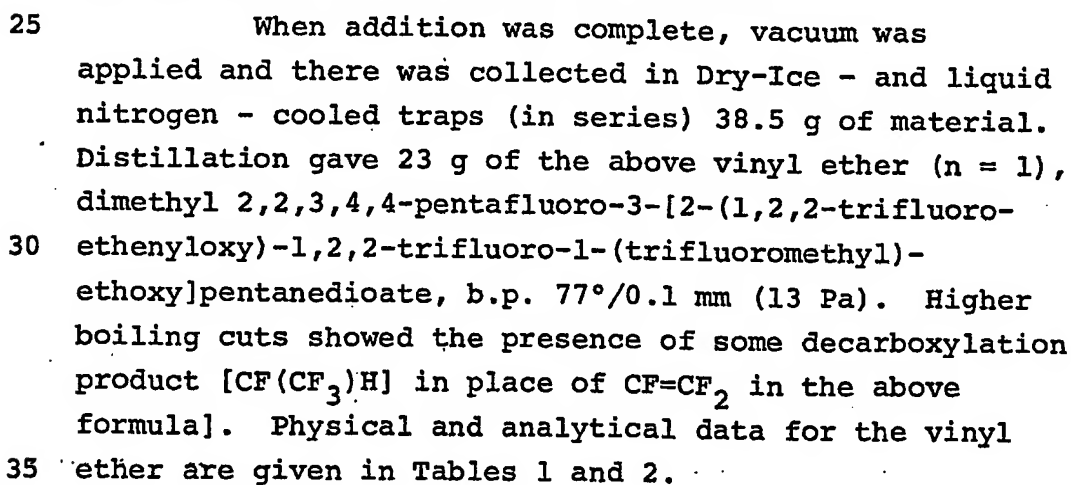 25 When addition was complete, vacuum was
applied and there was collected in Dry-Ice - and liquid
nitrogen - cooled traps (in series) 38.5 g of material.
Distillation gave 23 g of the above vinyl ether (n = 1),
dimethyl 2,2,3,4,4-pentafluoro-3-[2-(1,2,2-trifluoro-
30 ethenyloxy)-1,2,2-trifluoro-1-(trifluoromethyl)-
ethoxy]pentanedioate, b.p. 77°/0.1 mm (13 Pa). Higher
boiling cuts showed the presence of some decarboxylation
product [CF(CF3)H] in place of CF=CF2 in the above
formula]. Physical and analytical data for the vinyl
35 ether are given in Tables 1 and 2.